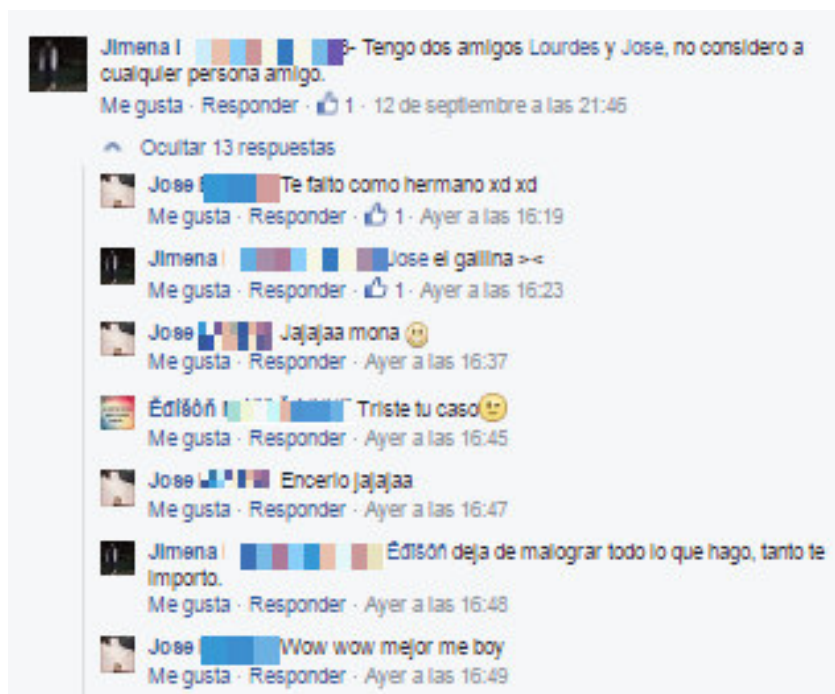 Jimena - Tengo dos amigos Lourdes y Jose, no considero a
cualquier persona amigo.
Me gusta · Responder · 1 · 12 de septiembre a las 21:46
Ocultar 13 respuestas
Jose Te falto como hermano xd xd
Me gusta · Responder · 1 · Ayer a las 16:19
Jimena Jose el gallina ><
Me gusta · Responder · 1 · Ayer a las 16:23
Jose Jajajaa mona
Me gusta · Responder · Ayer a las 16:37
Triste tu caso
Me gusta · Responder · Ayer a las 16:45
Jose Encerio jajajaa
Me gusta · Responder · Ayer a las 16:47
Jimena deja de malograr todo lo que hago, tanto te
importo.
Me gusta · Responder · Ayer a las 16:48
Jose Wow wow mejor me boy
Me gusta · Responder · Ayer a las 16:49